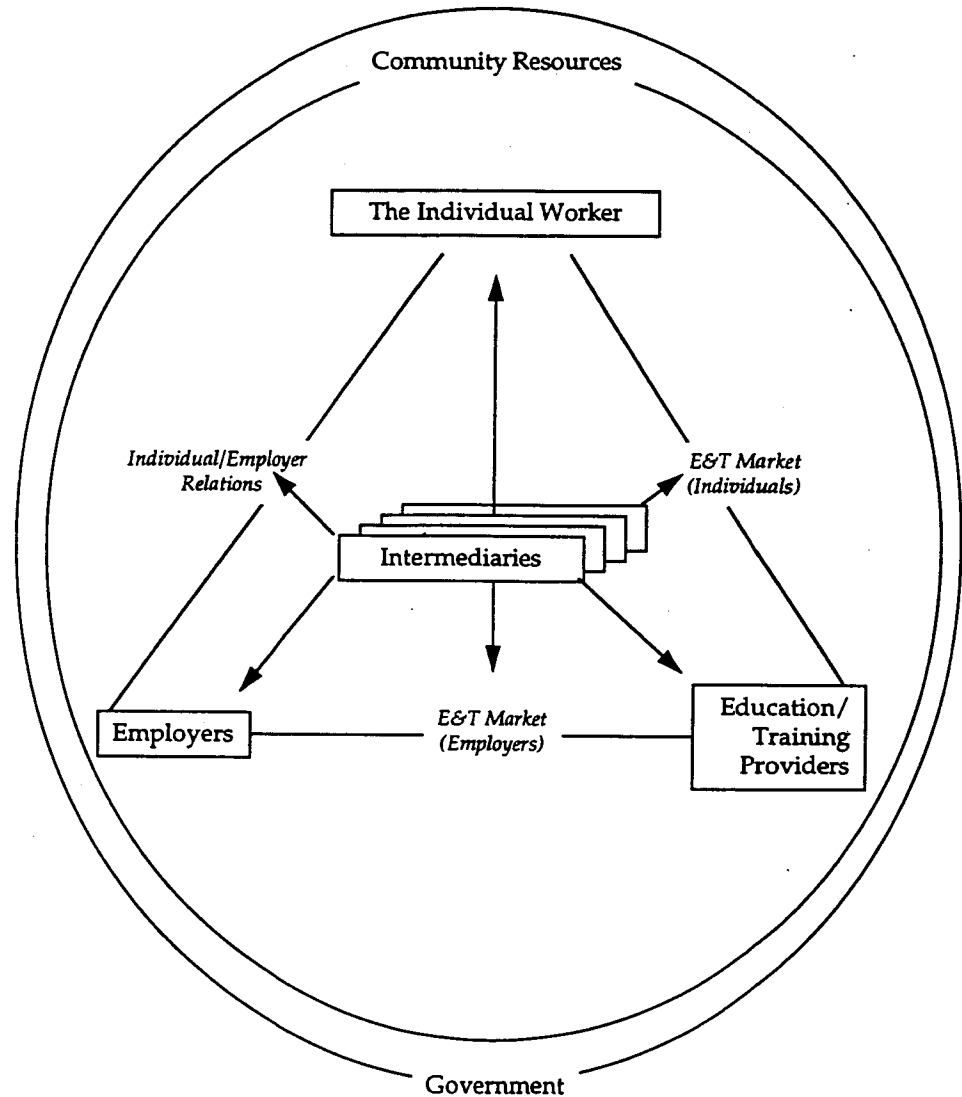 Community Resources
The Individual Worker
Individual/Employer
Relations
E&T Market
(Individuals)
Intermediaries
Employers
E&T Market
(Employers)
Education/
Training
Providers
Government